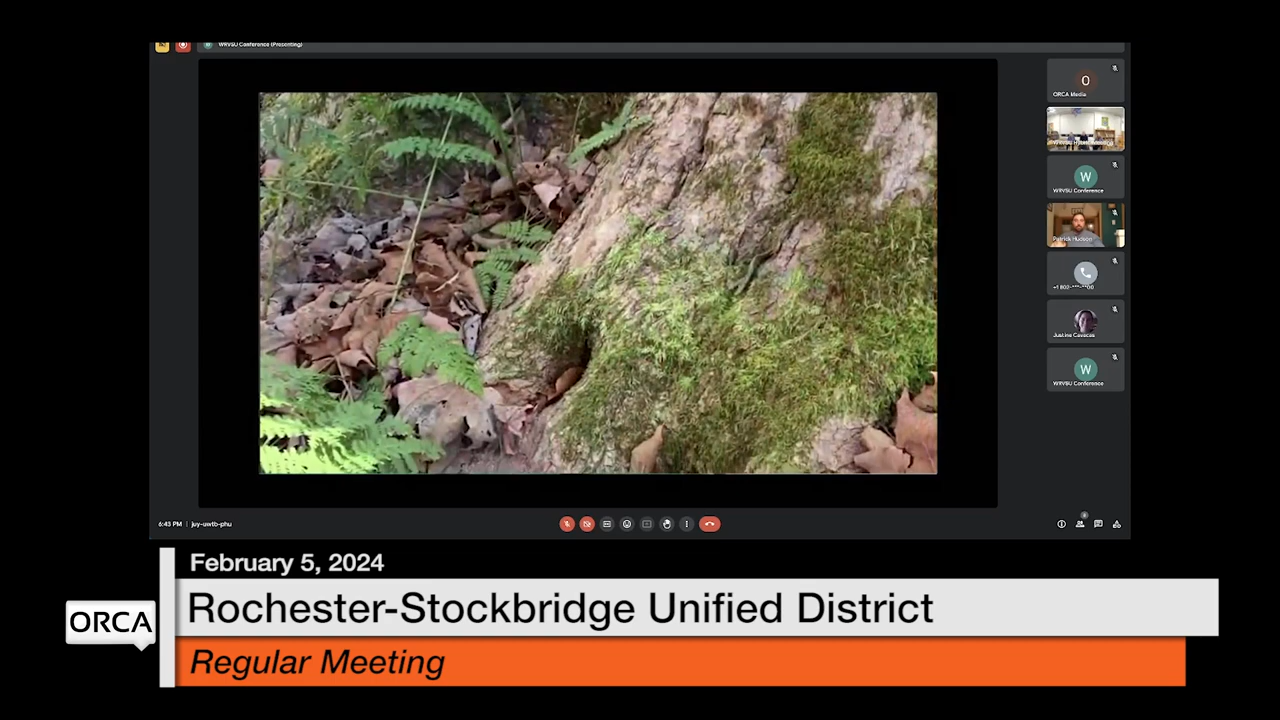 WRVSU Conference (Presenting)
O
ORCA Media
W
WRVSU Conference
Patrick Hudson
Justine Cavacas
W
WRVSU Conference
6:43 PM | juy-uwtb-phu
February 5, 2024
Rochester-Stockbridge Unified District
ORCA
Regular Meeting